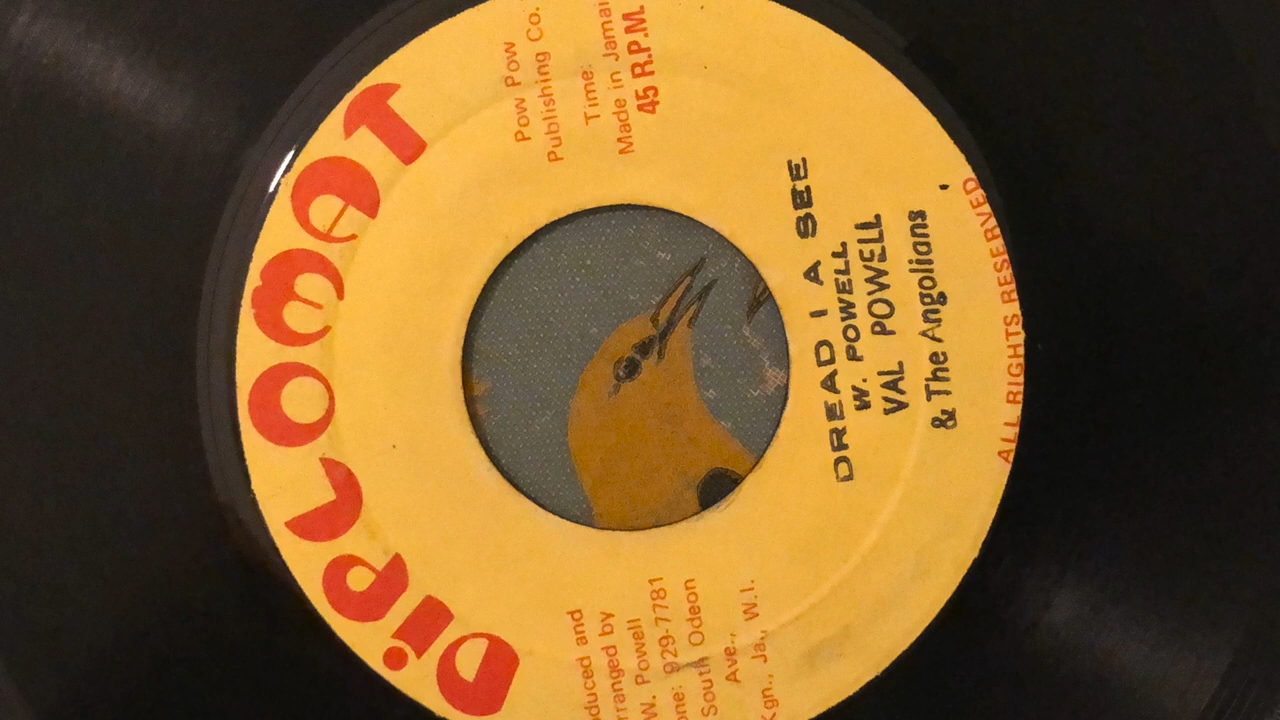 DiPLOMAT
Pow Pow
Publishing Co.
Time:
Made in Jamai
45 R.P.M.
oduced and
rranged by
W. Powell
one: 929-7781
South Odeon
Ave.,
Kgn., Ja., W.I.
DREAD I A SEE
W. POWELL
VAL POWELL
& The Angolians
ALL RIGHTS RESERVED